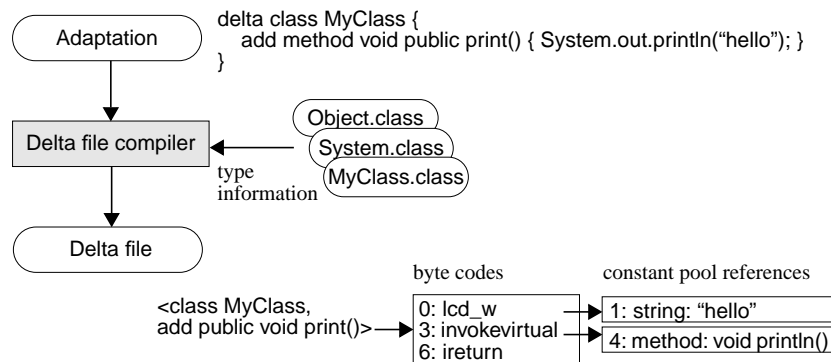 Adaptation
delta class MyClass {
add method void public print() { System.out.println(“hello”); }
}
Delta file compiler
Object.class
System.class
MyClass.class
type
information
Delta file
byte codes
constant pool references
<class MyClass,
add public void print()>
0: lcd_w
3: invokevirtual
6: ireturn
1: string: “hello”
4: method: void println()